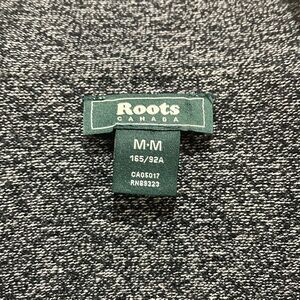 Roots
CANADA
M·M
165/92A
CA05017
RN89323